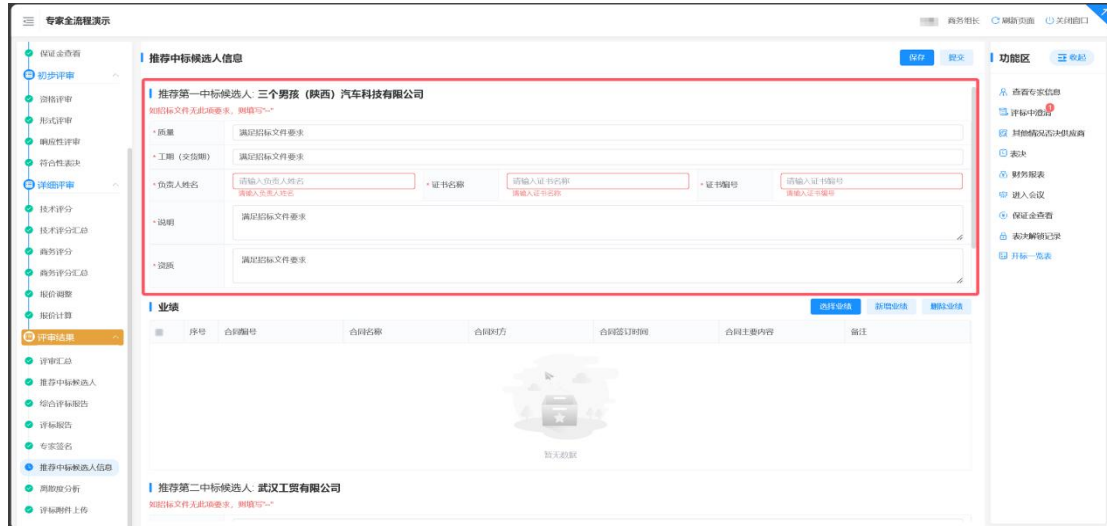 专家全流程演示
商务组长 刷新页面 关闭窗口
保证金查看
初步评审
资格评审
形式评审
响应性评审
符合性表决
详细评审
技术评分
技术评分汇总
商务评分
商务评分汇总
报价调整
报价计算
评审结果
评审汇总
推荐中标候选人
综合评标报告
评标报告
专家签名
推荐中标候选人信息
离散度分析
评标附件上传
推荐中标候选人信息
保存 提交
推荐第一中标候选人: 三个男孩（陕西）汽车科技有限公司
如招标文件无此项要求，则填写"--"
* 质量 满足招标文件要求
* 工期（交货期） 满足招标文件要求
* 负责人姓名 请输入负责人姓名 * 证书名称 请输入证书名称 * 证书编号 请输入证书编号
请输入负责人姓名 请输入证书名称 请输入证书编号
* 说明 满足招标文件要求
* 资质 满足招标文件要求
业绩
选择业绩 新增业绩 删除业绩
序号 合同编号 合同名称 合同对方 合同签订时间 合同主要内容 备注
暂无数据
推荐第二中标候选人: 武汉工贸有限公司
如招标文件无此项要求，则填写"--"
功能区 收起
查看专家信息
评标中澄清 1
其他情况否决供应商
表决
财务报表
进入会议
保证金查看
表决解锁记录
开标一览表